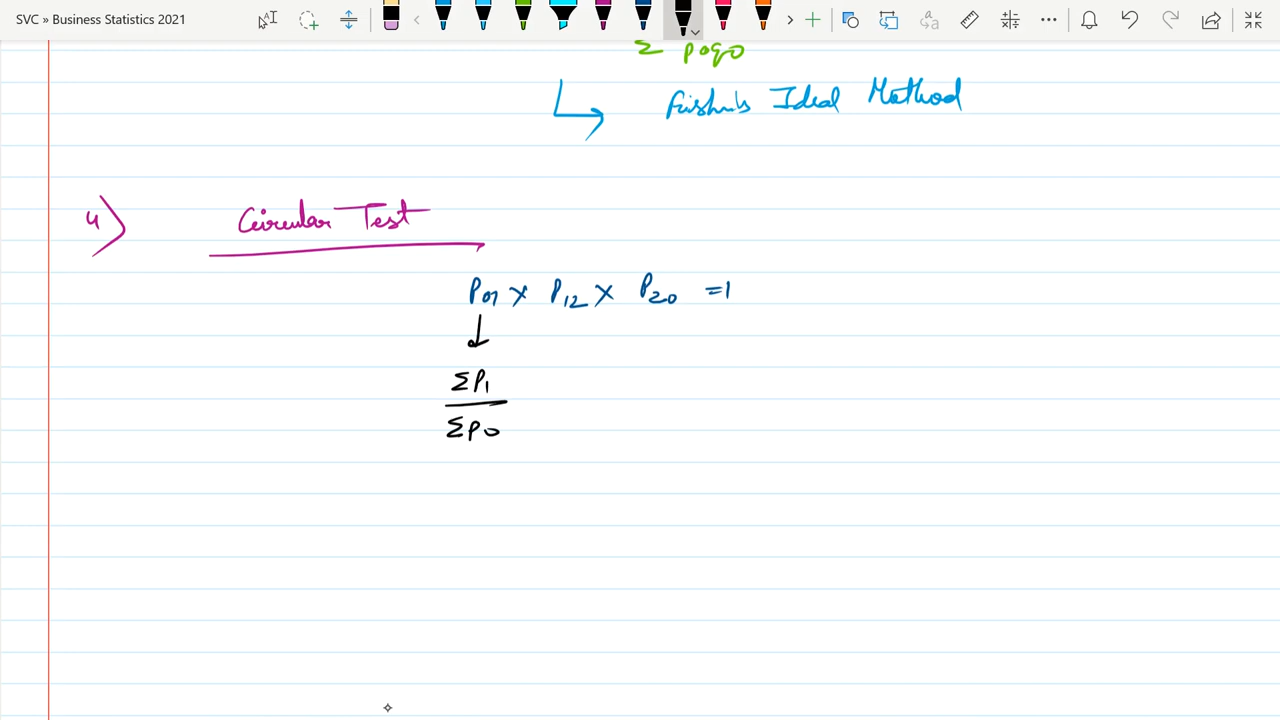 SVC » Business Statistics 2021
Σ p0q0
Fisher's Ideal Method
4) Circular Test
P01 × P12 × P20 = 1
ΣP1
ΣP0